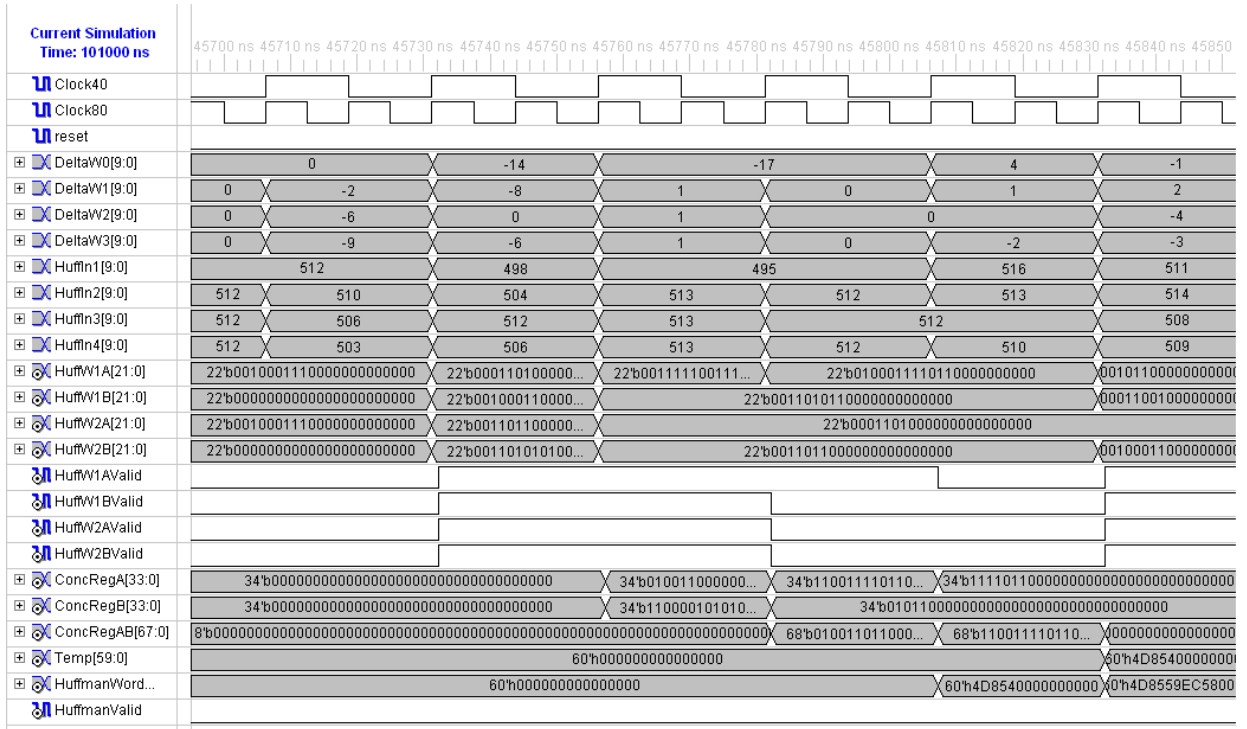 Current Simulation
Time: 101000 ns
45700 ns 45710 ns 45720 ns 45730 ns 45740 ns 45750 ns 45760 ns 45770 ns 45780 ns 45790 ns 45800 ns 45810 ns 45820 ns 45830 ns 45840 ns 45850
Clock40
Clock80
reset
DeltaW0[9:0] 0 -14 -17 4 -1
DeltaW1[9:0] 0 -2 -8 1 0 1 2
DeltaW2[9:0] 0 -6 0 1 0 -4
DeltaW3[9:0] 0 -9 -6 1 0 -2 -3
HuffIn1[9:0] 512 498 495 516 511
HuffIn2[9:0] 512 510 504 513 512 513 514
HuffIn3[9:0] 512 506 512 513 512 508
HuffIn4[9:0] 512 503 506 513 512 510 509
HuffW1A[21:0] 22'b0010001110000000000000 22'b000110100000... 22'b001111100111... 22'b0100011110110000000000
HuffW1B[21:0] 22'b0000000000000000000000 22'b001000110000... 22'b0011010110000000000000
HuffW2A[21:0] 22'b0010001110000000000000 22'b001101100000... 22'b0001101000000000000000
HuffW2B[21:0] 22'b0000000000000000000000 22'b001101010100... 22'b0011011000000000000000
HuffW1AValid
HuffW1BValid
HuffW2AValid
HuffW2BValid
ConcRegA[33:0] 34'b0000000000000000000000000000000000 34'b010011000000... 34'b110011110110...
ConcRegB[33:0] 34'b0000000000000000000000000000000000 34'b110000101010... 34'b0101100000000000000000000000000000
ConcRegAB[67:0] 68'b010011011000... 68'b110011110110...
Temp[59:0] 60'h000000000000000
HuffmanWord... 60'h000000000000000 60'h4D8540000000000
HuffmanValid